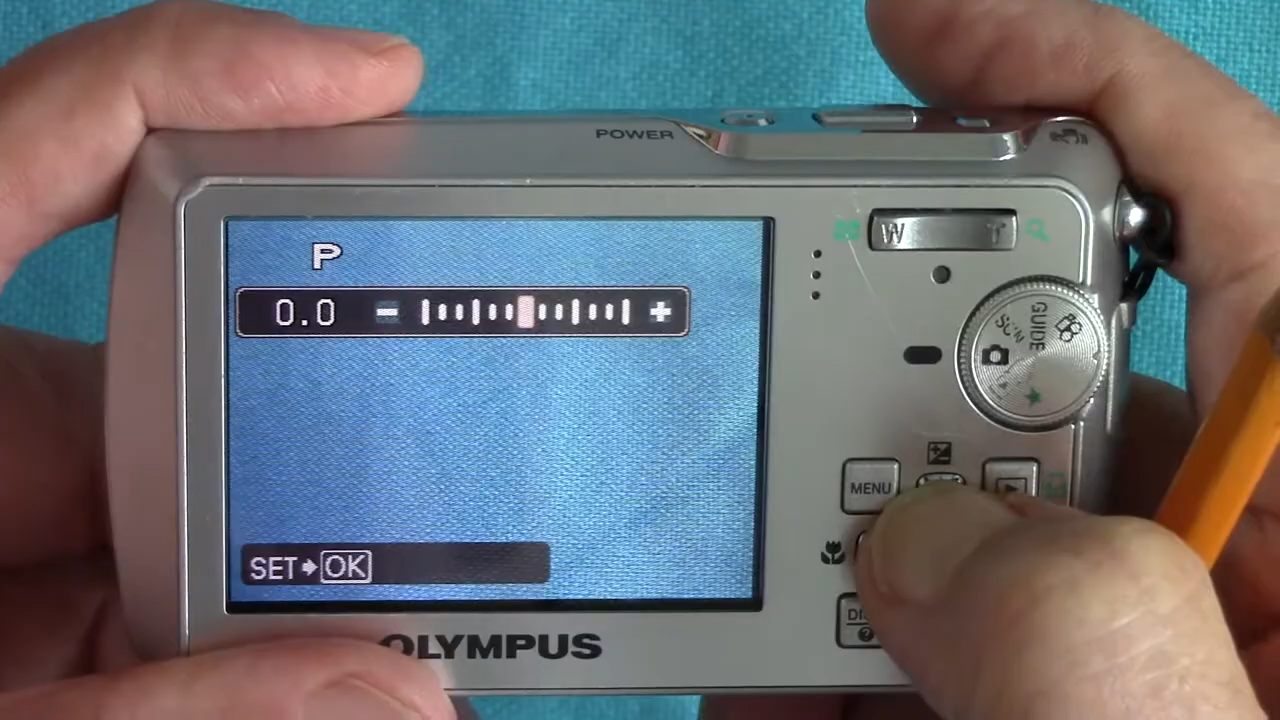 POWER
W T
P
0.0 - +
GUIDE
SCN
MENU
SET→OK
OLYMPUS